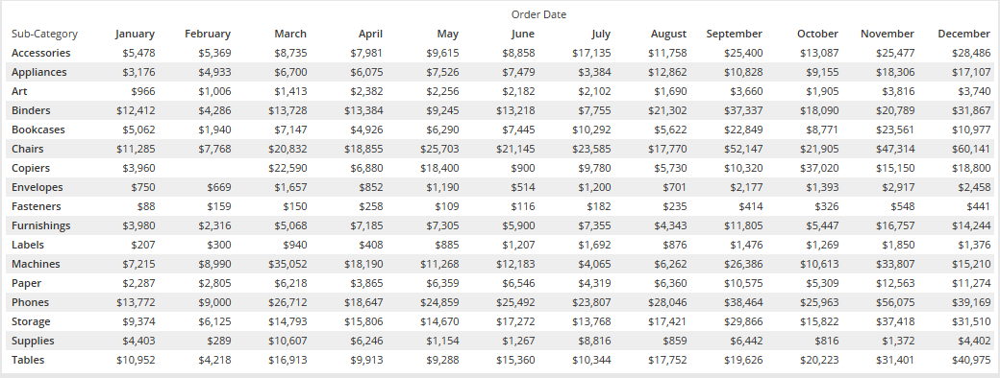 Order Date
Sub-Category January February March April May June July August September October November December
Accessories $5,478 $5,369 $8,735 $7,981 $9,615 $8,858 $17,135 $11,758 $25,400 $13,087 $25,477 $28,486
Appliances $3,176 $4,933 $6,700 $6,075 $7,526 $7,479 $3,384 $12,862 $10,828 $9,155 $18,306 $17,107
Art $966 $1,006 $1,413 $2,382 $2,256 $2,182 $2,102 $1,690 $3,660 $1,905 $3,816 $3,740
Binders $12,412 $4,286 $13,728 $13,384 $9,245 $13,218 $7,755 $21,302 $37,337 $18,090 $20,789 $31,867
Bookcases $5,062 $1,940 $7,147 $4,926 $6,290 $7,445 $10,292 $5,622 $22,849 $8,771 $23,561 $10,977
Chairs $11,285 $7,768 $20,832 $18,855 $25,703 $21,145 $23,585 $17,770 $52,147 $21,905 $47,314 $60,141
Copiers $3,960 $22,590 $6,880 $18,400 $900 $9,780 $5,730 $10,320 $37,020 $15,150 $18,800
Envelopes $750 $669 $1,657 $852 $1,190 $514 $1,200 $701 $2,177 $1,393 $2,917 $2,458
Fasteners $88 $159 $150 $258 $109 $116 $182 $235 $414 $326 $548 $441
Furnishings $3,980 $2,316 $5,068 $7,185 $7,305 $5,900 $7,355 $4,343 $11,805 $5,447 $16,757 $14,244
Labels $207 $300 $940 $408 $885 $1,207 $1,692 $876 $1,476 $1,269 $1,850 $1,376
Machines $7,215 $8,990 $35,052 $18,190 $11,268 $12,183 $4,065 $6,262 $26,386 $10,613 $33,807 $15,210
Paper $2,287 $2,805 $6,218 $3,865 $6,359 $6,546 $4,319 $6,360 $10,575 $5,309 $12,563 $11,274
Phones $13,772 $9,000 $26,712 $18,647 $24,859 $25,492 $23,807 $28,046 $38,464 $25,963 $56,075 $39,169
Storage $9,374 $6,125 $14,793 $15,806 $14,670 $17,272 $13,768 $17,421 $29,866 $15,822 $37,418 $31,510
Supplies $4,403 $289 $10,607 $6,246 $1,154 $1,267 $8,816 $859 $6,442 $816 $1,372 $4,402
Tables $10,952 $4,218 $16,913 $9,913 $9,288 $15,360 $10,344 $17,752 $19,626 $20,223 $31,401 $40,975